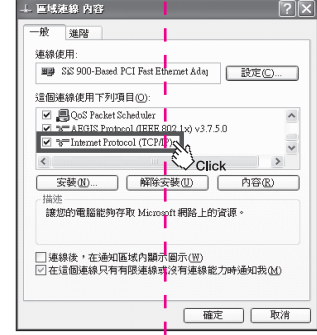 區域連線 內容
一般 進階
連線使用:
SiS 900-Based PCI Fast Ethernet Adaj
設定(C)...
這個連線使用下列項目(O):
QoS Packet Scheduler
AEGIS Protocol (IEEE 802.1x) v3.7.5.0
Internet Protocol (TCP/IP)
Click
安裝(N)... 解除安裝(U) 內容(R)
描述
讓您的電腦能夠存取 Microsoft 網路上的資源。
連線後,在通知區域內顯示圖示(W)
在這個連線只有有限連線或沒有連線能力時通知我(M)
確定 取消